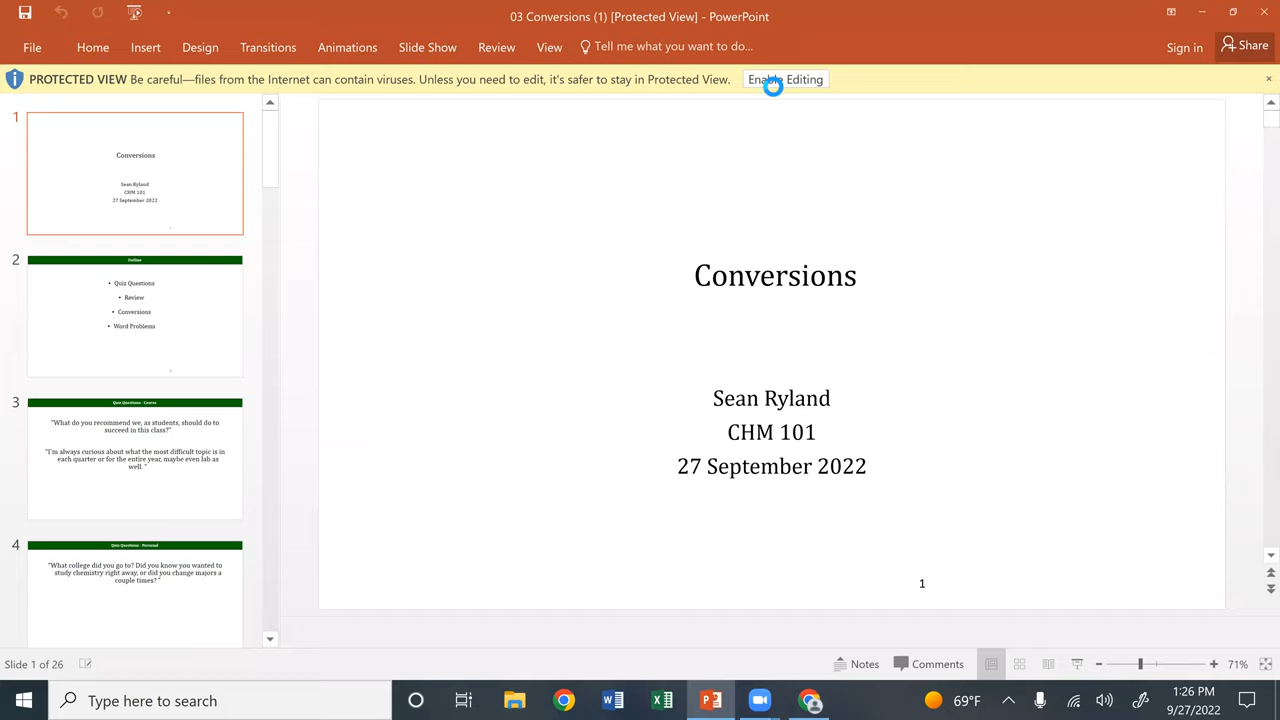 03 Conversions (1) [Protected View] - PowerPoint
File Home Insert Design Transitions Animations Slide Show Review View Tell me what you want to do... Sign in Share
PROTECTED VIEW Be careful—files from the Internet can contain viruses. Unless you need to edit, it's safer to stay in Protected View. Enable Editing
1
Conversions
Sean Ryland
CHM 101
27 September 2022
2
Outline
• Quiz Questions
• Review
• Conversions
• Word Problems
3
Quiz Questions - Course
"What do you recommend we, as students, should do to
succeed in this class?"
"I'm always curious about what the most difficult topic is in
each quarter or for the entire year, maybe even lab as
well. "
4
Quiz Questions - Personal
"What college did you go to? Did you know you wanted to
study chemistry right away, or did you change majors a
couple times? "
Conversions
Sean Ryland
CHM 101
27 September 2022
1
Slide 1 of 26 Notes Comments 71%
Type here to search 69°F 1:26 PM
9/27/2022